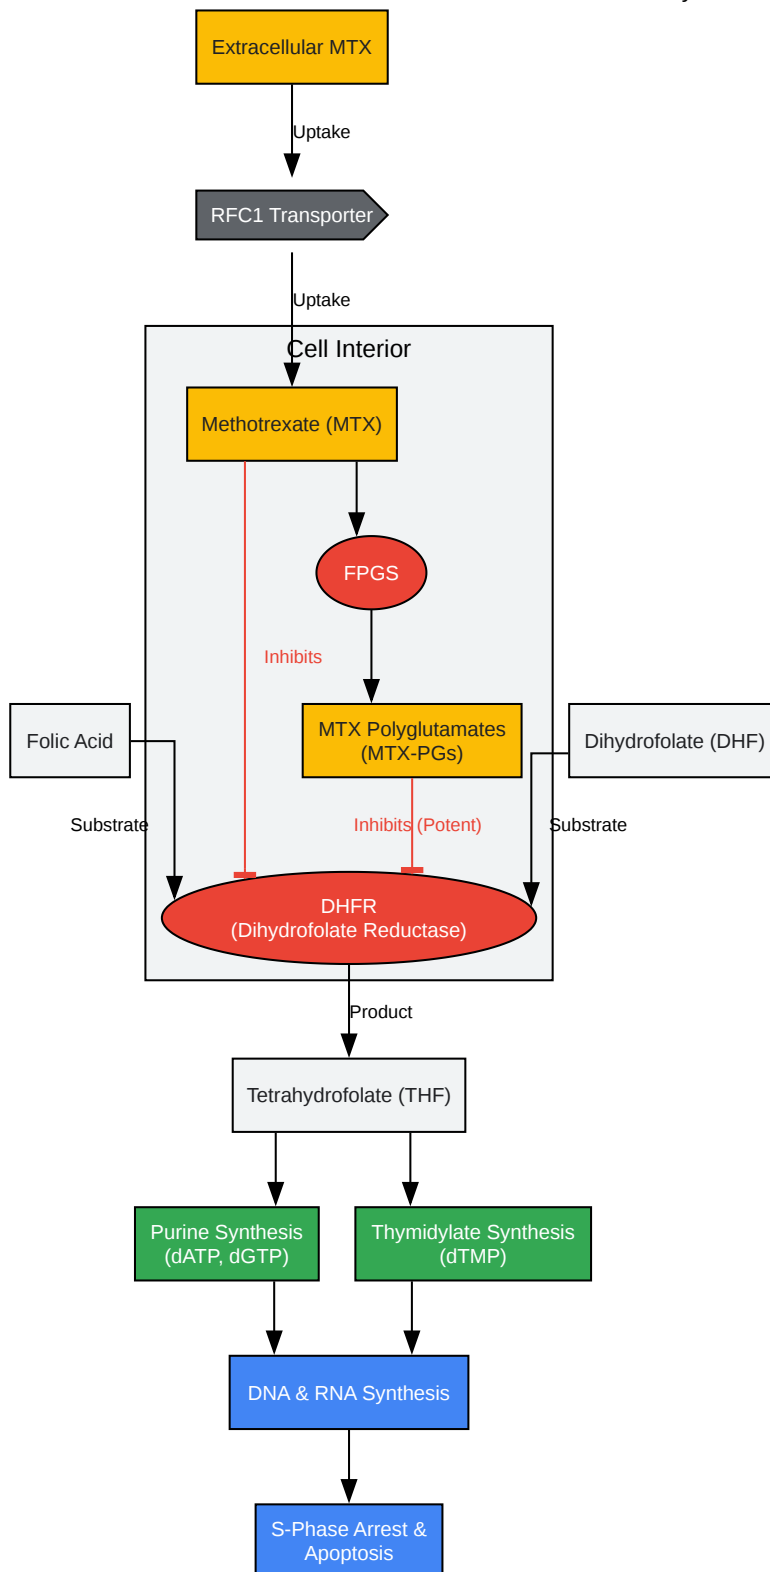 Extracellular MTX
Uptake
RFC1 Transporter
Uptake
Cell Interior
Methotrexate (MTX)
FPGS
Inhibits
Folic Acid
MTX Polyglutamates
(MTX-PGs)
Dihydrofolate (DHF)
Substrate
Inhibits (Potent)
Substrate
DHFR
(Dihydrofolate Reductase)
Product
Tetrahydrofolate (THF)
Purine Synthesis
(dATP, dGTP)
Thymidylate Synthesis
(dTMP)
DNA & RNA Synthesis
S-Phase Arrest &
Apoptosis